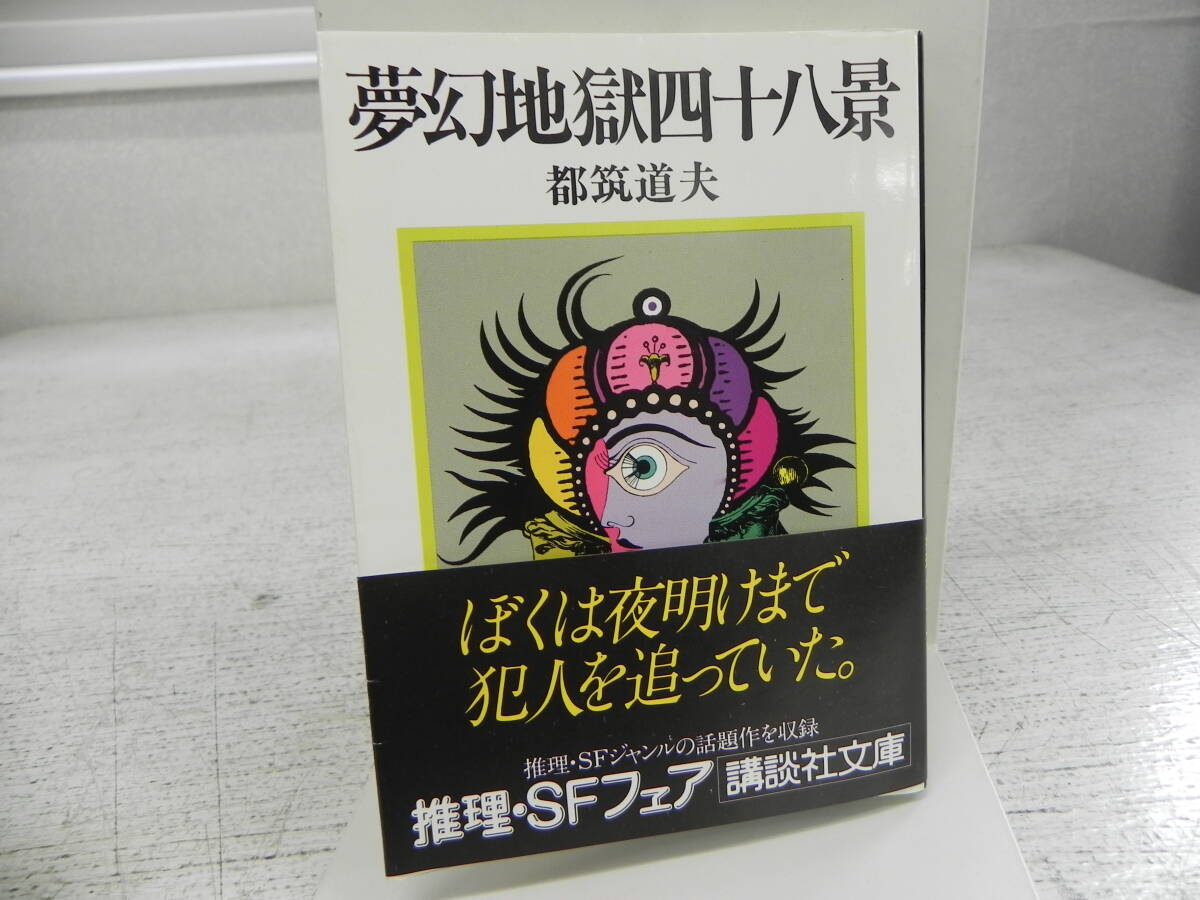 夢幻地獄四十八景
都筑道夫
ぼくは夜明けまで
犯人を追っていた。
推理・SFジャンルの話題作を収録
推理・SFフェア 講談社文庫